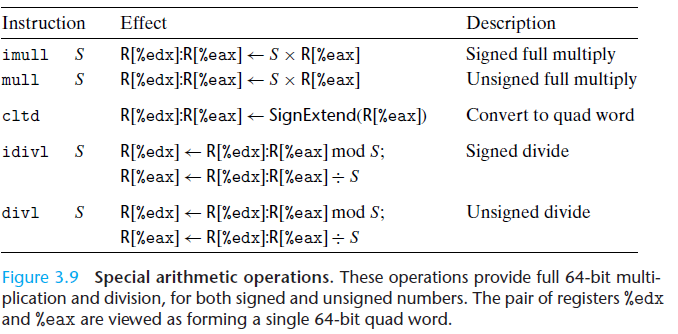 Instruction Effect Description
imull S R[%edx]:R[%eax] ← S × R[%eax] Signed full multiply
mull S R[%edx]:R[%eax] ← S × R[%eax] Unsigned full multiply
cltd R[%edx]:R[%eax] ← SignExtend(R[%eax]) Convert to quad word
idivl S R[%edx] ← R[%edx]:R[%eax] mod S; Signed divide
R[%eax] ← R[%edx]:R[%eax] ÷ S
divl S R[%edx] ← R[%edx]:R[%eax] mod S; Unsigned divide
R[%eax] ← R[%edx]:R[%eax] ÷ S
Figure 3.9 Special arithmetic operations. These operations provide full 64-bit multi-
plication and division, for both signed and unsigned numbers. The pair of registers %edx
and %eax are viewed as forming a single 64-bit quad word.